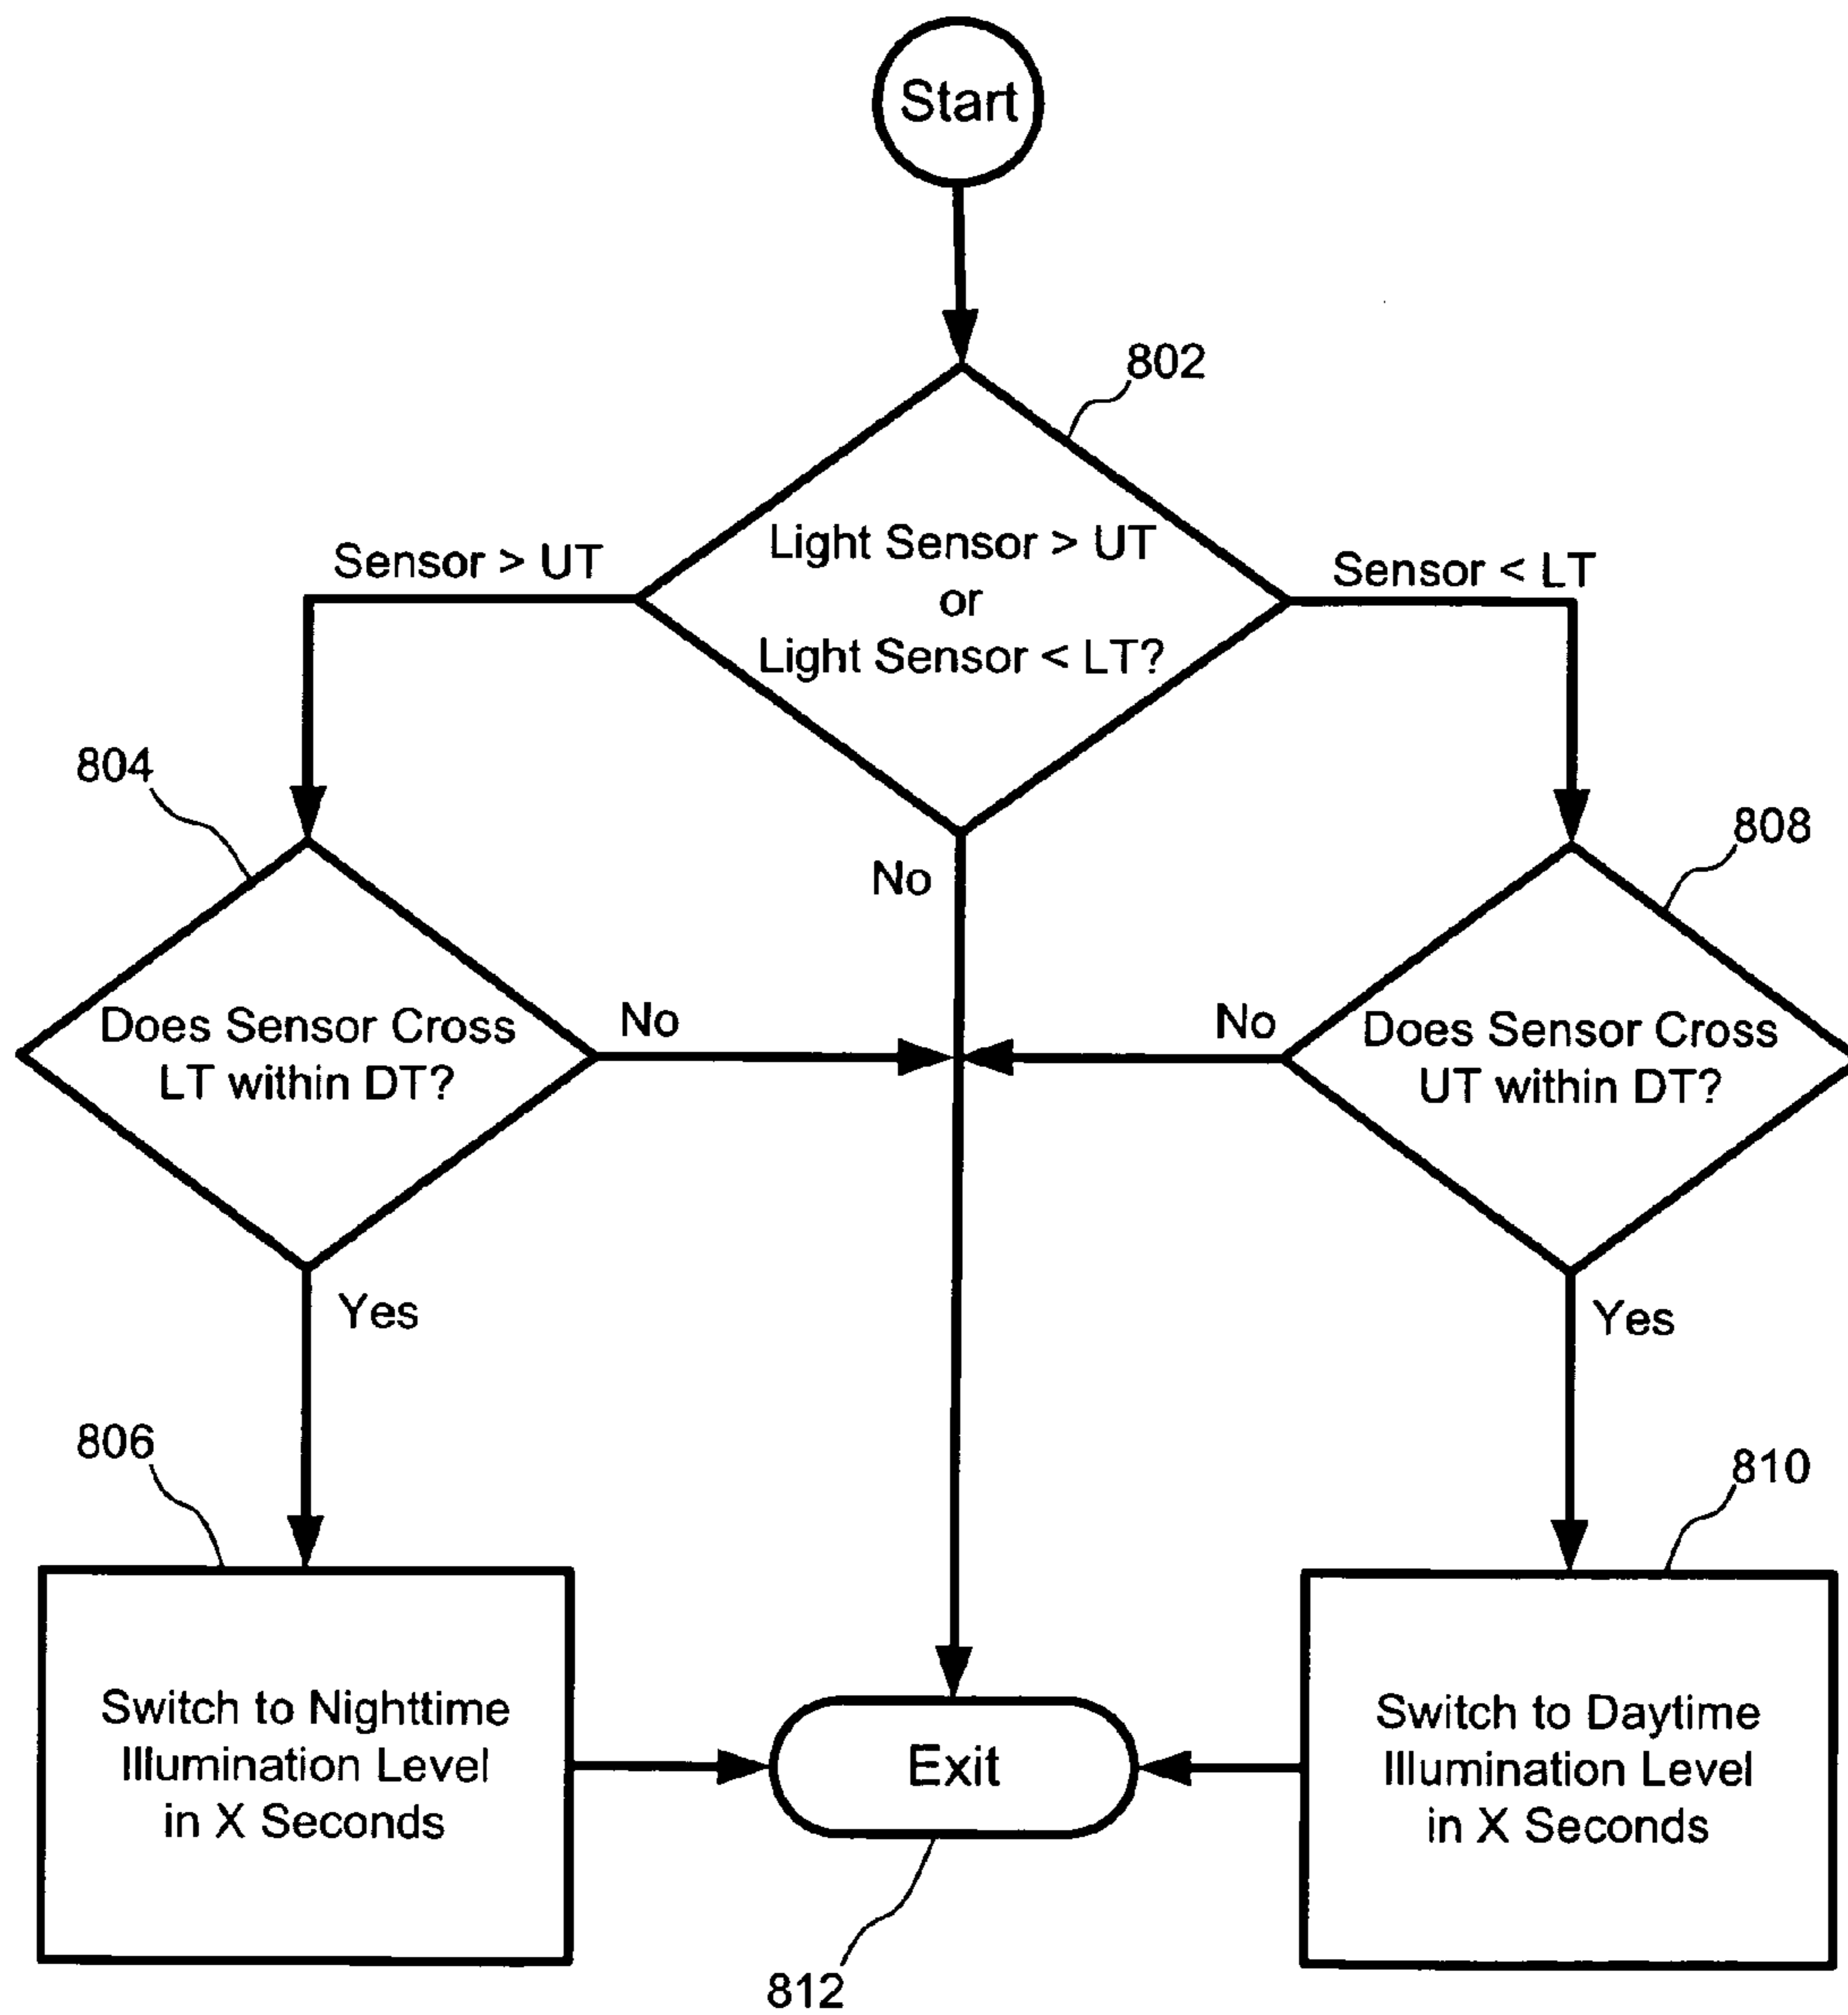 Start
802
Light Sensor > UT
or
Light Sensor < LT?
Sensor > UT
Sensor < LT
No
804
Does Sensor Cross
LT within DT?
No
Yes
808
Does Sensor Cross
UT within DT?
No
Yes
806
Switch to Nighttime
Illumination Level
in X Seconds
810
Switch to Daytime
Illumination Level
in X Seconds
Exit
812